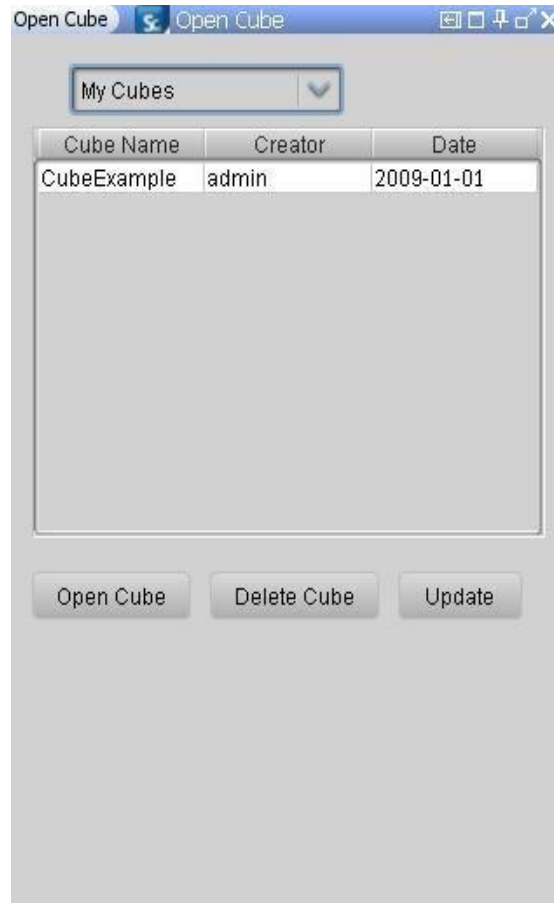 Open Cube Sc Open Cube
My Cubes
Cube Name Creator Date
CubeExample admin 2009-01-01
Open Cube Delete Cube Update